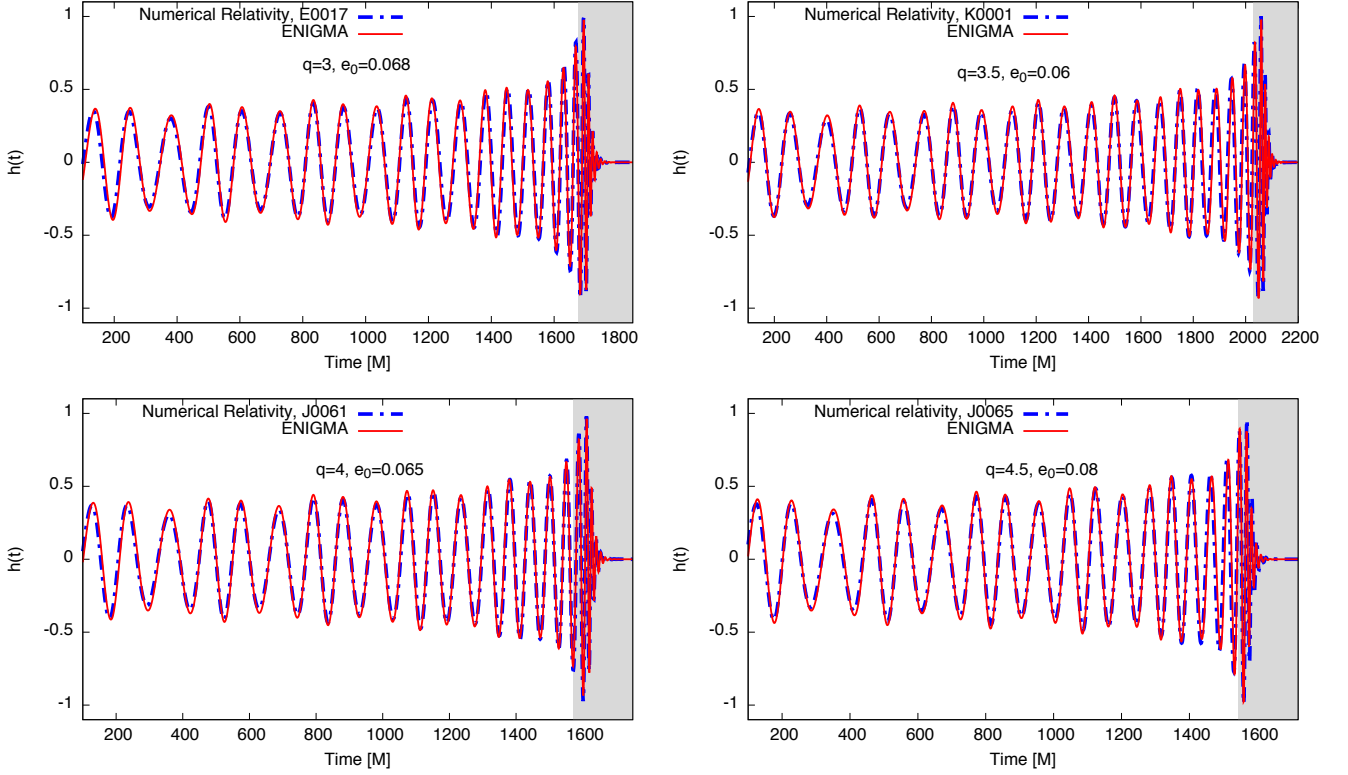 Numerical Relativity, E0017
ENIGMA
q=3, e0=0.068
h(t)
1
0.5
0
-0.5
-1
200 400 600 800 1000 1200 1400 1600 1800
Time [M]
Numerical Relativity, K0001
ENIGMA
q=3.5, e0=0.06
h(t)
1
0.5
0
-0.5
-1
200 400 600 800 1000 1200 1400 1600 1800 2000 2200
Time [M]
Numerical Relativity, J0061
ENIGMA
q=4, e0=0.065
h(t)
1
0.5
0
-0.5
-1
200 400 600 800 1000 1200 1400 1600
Time [M]
Numerical relativity, J0065
ENIGMA
q=4.5, e0=0.08
h(t)
1
0.5
0
-0.5
-1
200 400 600 800 1000 1200 1400 1600
Time [M]